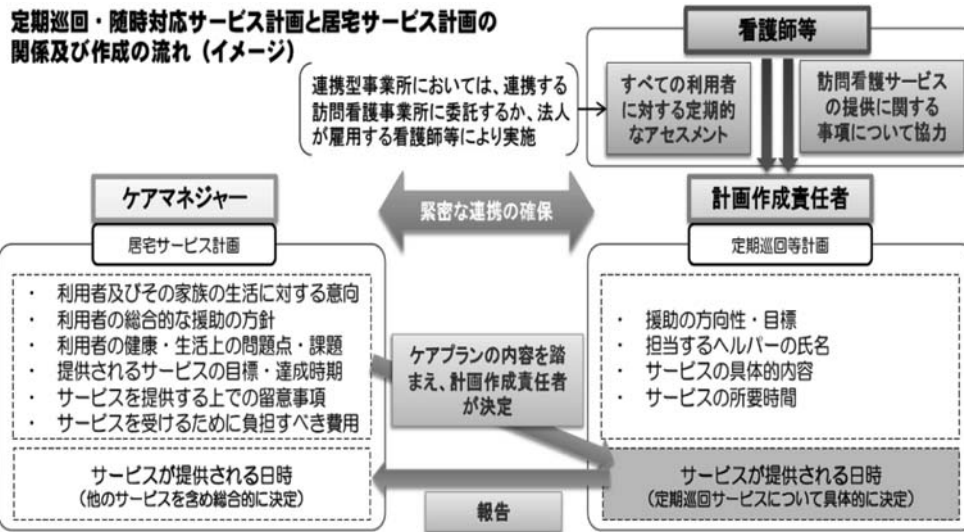 定期巡回・随時対応サービス計画と居宅サービス計画の
関係及び作成の流れ（イメージ）
看護師等
連携型事業所においては、連携する
訪問看護事業所に委託するか、法人
が雇用する看護師等により実施
すべての利用者
に対する定期的
なアセスメント
訪問看護サービス
の提供に関する
事項について協力
ケアマネジャー
緊密な連携の確保
計画作成責任者
居宅サービス計画
定期巡回等計画
・ 利用者及びその家族の生活に対する意向
・ 利用者の総合的な援助の方針
・ 利用者の健康・生活上の問題点・課題
・ 提供されるサービスの目標・達成時期
・ サービスを提供する上での留意事項
・ サービスを受けるために負担すべき費用
ケアプランの内容を踏
まえ、計画作成責任者
が決定
・ 援助の方向性・目標
・ 担当するヘルパーの氏名
・ サービスの具体的内容
・ サービスの所要時間
サービスが提供される日時
（他のサービスを含め総合的に決定）
サービスが提供される日時
（定期巡回サービスについて具体的に決定）
報告